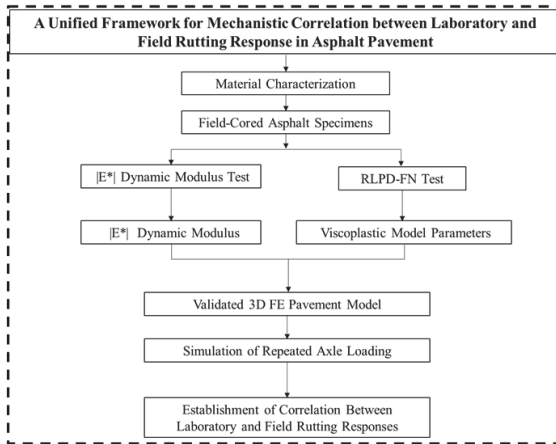 A Unified Framework for Mechanistic Correlation between Laboratory and
Field Rutting Response in Asphalt Pavement
Material Characterization
Field-Cored Asphalt Specimens
|E*| Dynamic Modulus Test
RLPD-FN Test
|E*| Dynamic Modulus
Viscoplastic Model Parameters
Validated 3D FE Pavement Model
Simulation of Repeated Axle Loading
Establishment of Correlation Between
Laboratory and Field Rutting Responses